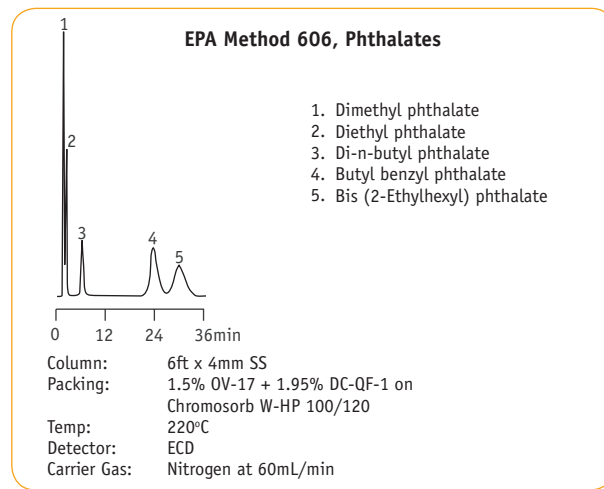 EPA Method 606, Phthalates
1
2
3
4
5
1. Dimethyl phthalate
2. Diethyl phthalate
3. Di-n-butyl phthalate
4. Butyl benzyl phthalate
5. Bis (2-Ethylhexyl) phthalate
0 12 24 36min
Column: 6ft x 4mm SS
Packing: 1.5% OV-17 + 1.95% DC-QF-1 on
Chromosorb W-HP 100/120
Temp: 220°C
Detector: ECD
Carrier Gas: Nitrogen at 60mL/min